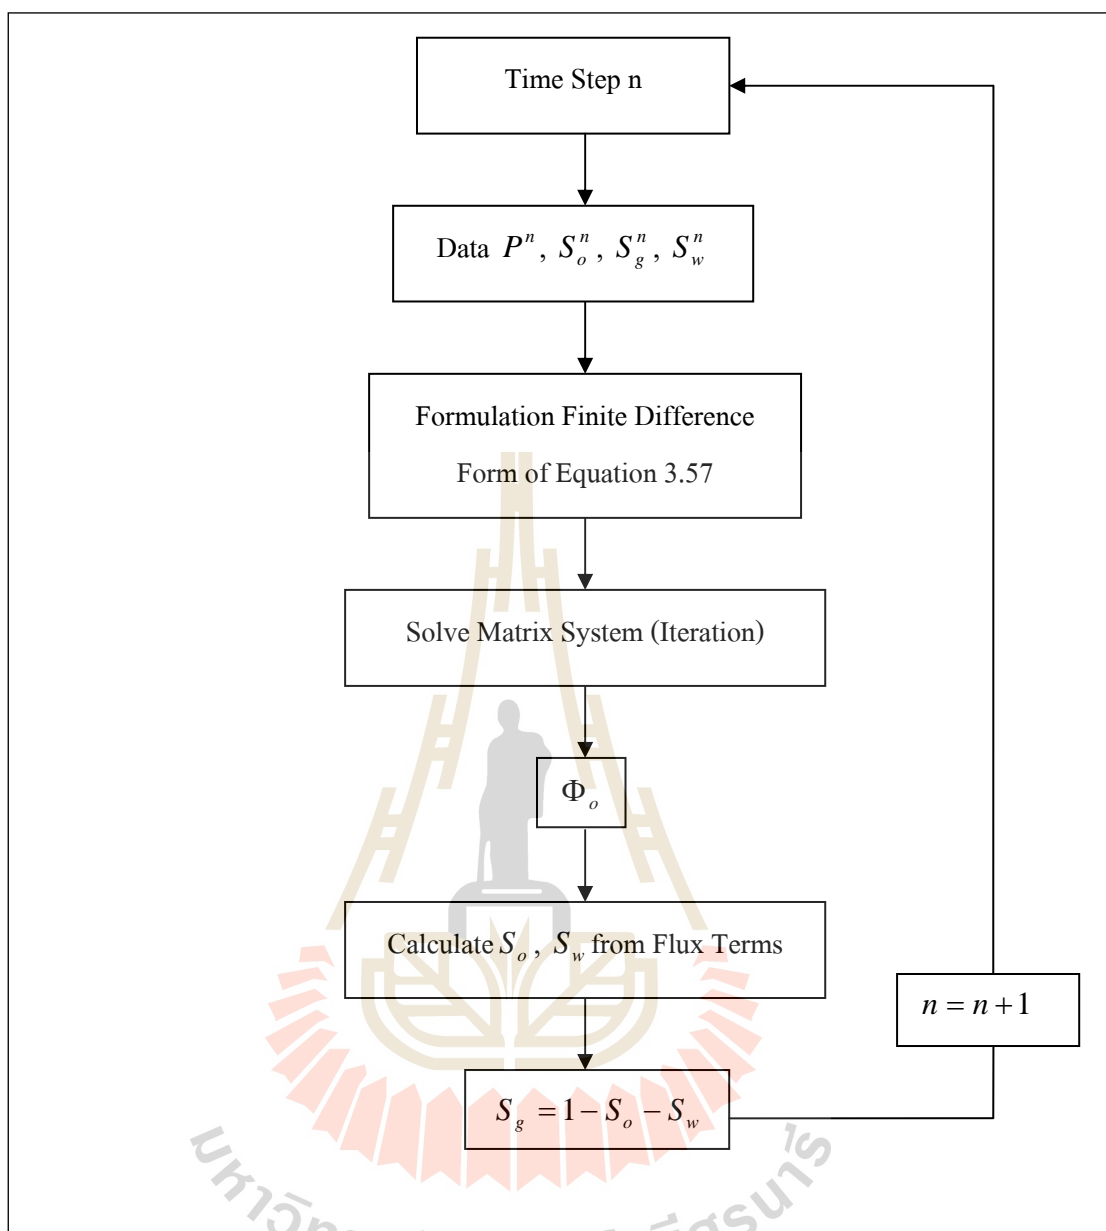 Time Step n
Data $P^n$, $S_o^n$, $S_g^n$, $S_w^n$
Formulation Finite Difference
Form of Equation 3.57
Solve Matrix System (Iteration)
$\Phi_o$
Calculate $S_o$, $S_w$ from Flux Terms
$n = n + 1$
$S_g = 1 - S_o - S_w$